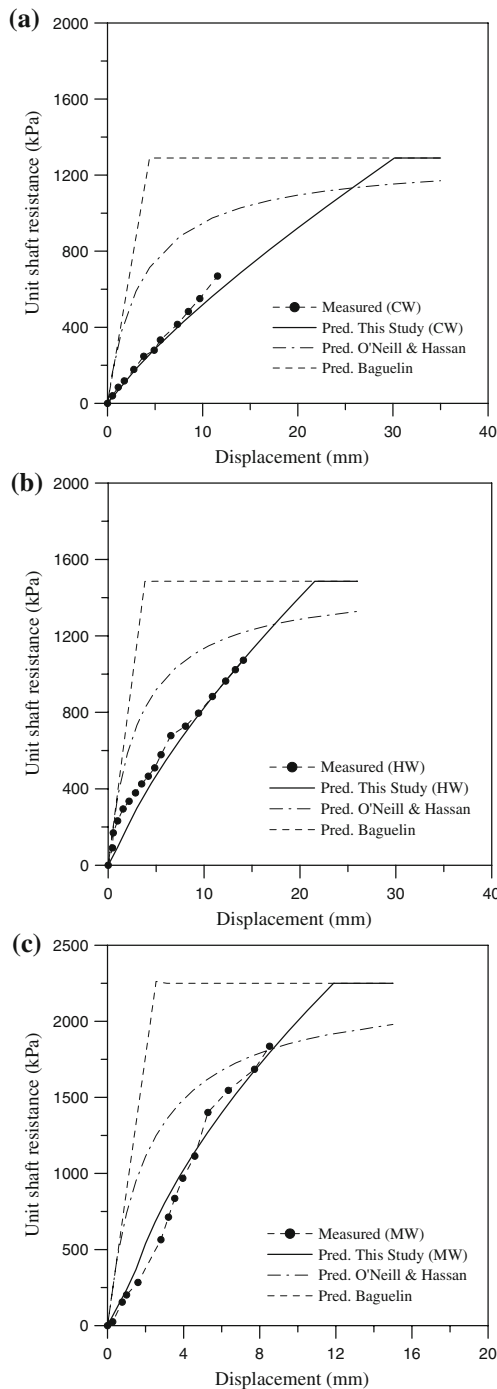 (a)
2000
1600
1200
800
400
0
Unit shaft resistance (kPa)
Measured (CW)
Pred. This Study (CW)
Pred. O'Neill & Hassan
Pred. Baguelin
0 10 20 30 40
Displacement (mm)
(b)
2000
1600
1200
800
400
0
Unit shaft resistance (kPa)
Measured (HW)
Pred. This Study (HW)
Pred. O'Neill & Hassan
Pred. Baguelin
0 10 20 30 40
Displacement (mm)
(c)
2500
2000
1500
1000
500
0
Unit shaft resistance (kPa)
Measured (MW)
Pred. This Study (MW)
Pred. O'Neill & Hassan
Pred. Baguelin
0 4 8 12 16 20
Displacement (mm)